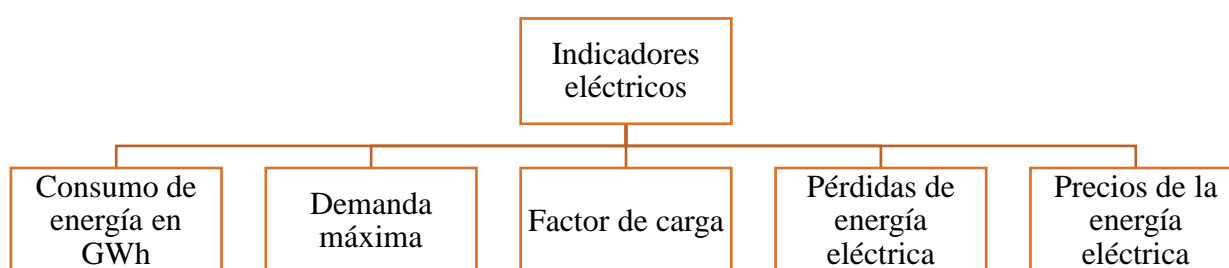 Indicadores
eléctricos
Consumo de
energía en
GWh
Demanda
máxima
Factor de carga
Pérdidas de
energía
eléctrica
Precios de la
energía
eléctrica